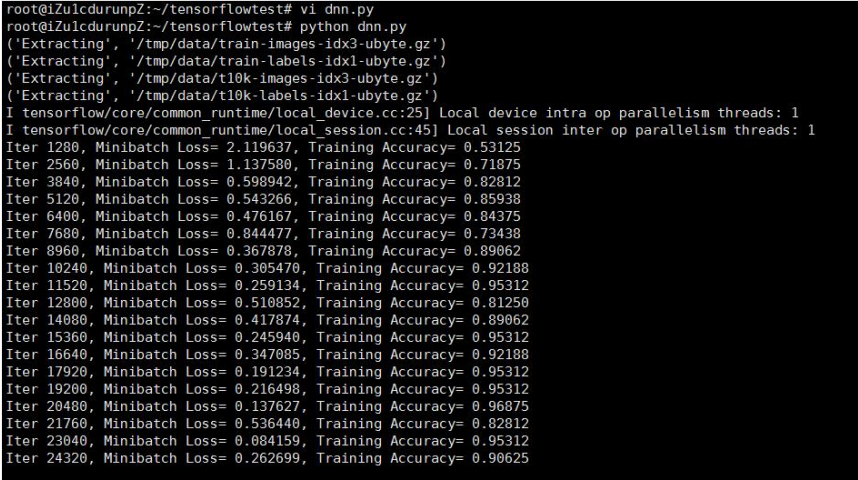 root@iZu1cdurunpZ:~/tensorflowtest# vi dnn.py
root@iZu1cdurunpZ:~/tensorflowtest# python dnn.py
('Extracting', '/tmp/data/train-images-idx3-ubyte.gz')
('Extracting', '/tmp/data/train-labels-idx1-ubyte.gz')
('Extracting', '/tmp/data/t10k-images-idx3-ubyte.gz')
('Extracting', '/tmp/data/t10k-labels-idx1-ubyte.gz')
I tensorflow/core/common_runtime/local_device.cc:25] Local device intra op parallelism threads: 1
I tensorflow/core/common_runtime/local_session.cc:45] Local session inter op parallelism threads: 1
Iter 1280, Minibatch Loss= 2.119637, Training Accuracy= 0.53125
Iter 2560, Minibatch Loss= 1.137580, Training Accuracy= 0.71875
Iter 3840, Minibatch Loss= 0.598942, Training Accuracy= 0.82812
Iter 5120, Minibatch Loss= 0.543266, Training Accuracy= 0.85938
Iter 6400, Minibatch Loss= 0.476167, Training Accuracy= 0.84375
Iter 7680, Minibatch Loss= 0.844477, Training Accuracy= 0.73438
Iter 8960, Minibatch Loss= 0.367878, Training Accuracy= 0.89062
Iter 10240, Minibatch Loss= 0.305470, Training Accuracy= 0.92188
Iter 11520, Minibatch Loss= 0.259134, Training Accuracy= 0.95312
Iter 12800, Minibatch Loss= 0.510852, Training Accuracy= 0.81250
Iter 14080, Minibatch Loss= 0.417874, Training Accuracy= 0.89062
Iter 15360, Minibatch Loss= 0.245940, Training Accuracy= 0.95312
Iter 16640, Minibatch Loss= 0.347085, Training Accuracy= 0.92188
Iter 17920, Minibatch Loss= 0.191234, Training Accuracy= 0.95312
Iter 19200, Minibatch Loss= 0.216498, Training Accuracy= 0.95312
Iter 20480, Minibatch Loss= 0.137627, Training Accuracy= 0.96875
Iter 21760, Minibatch Loss= 0.536440, Training Accuracy= 0.82812
Iter 23040, Minibatch Loss= 0.084159, Training Accuracy= 0.95312
Iter 24320, Minibatch Loss= 0.262699, Training Accuracy= 0.90625